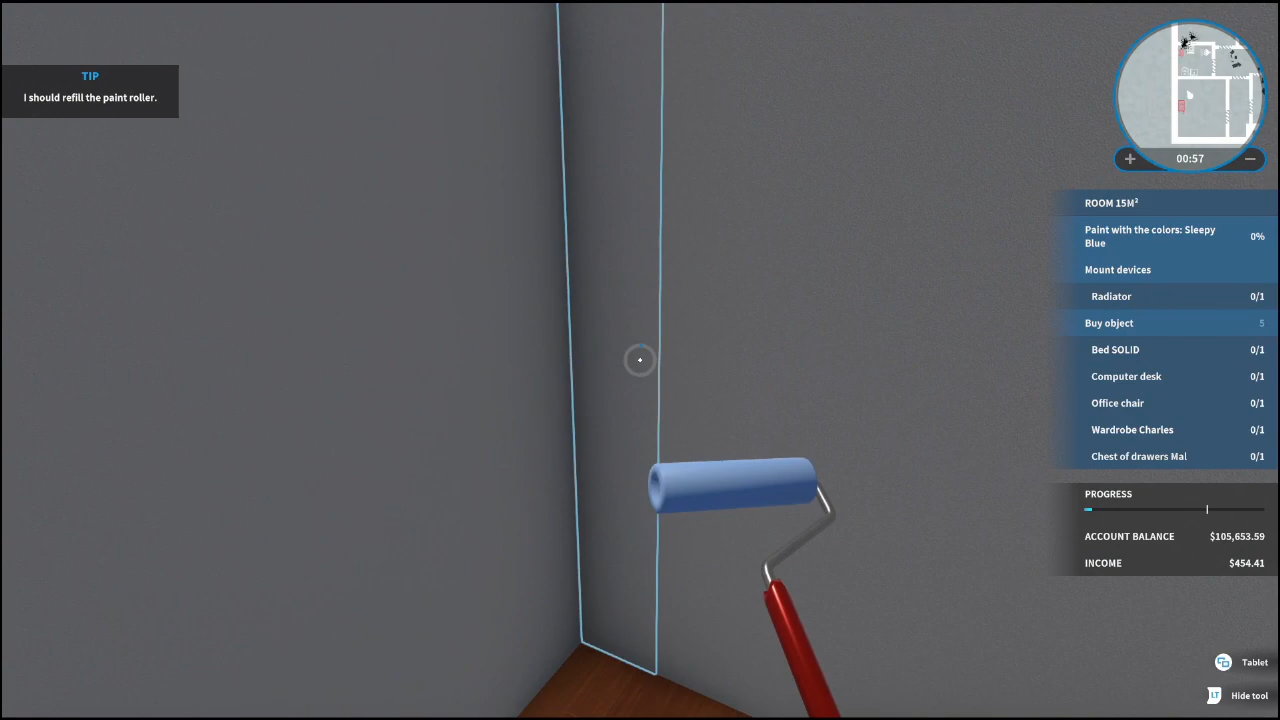 TIP
I should refill the paint roller.
00:57
ROOM 15M²
Paint with the colors: Sleepy
Blue
0%
Mount devices
Radiator 0/1
Buy object 5
Bed SOLID 0/1
Computer desk 0/1
Office chair 0/1
Wardrobe Charles 0/1
Chest of drawers Mal 0/1
PROGRESS
ACCOUNT BALANCE $105,653.59
INCOME $454.41
Tablet
LT Hide tool